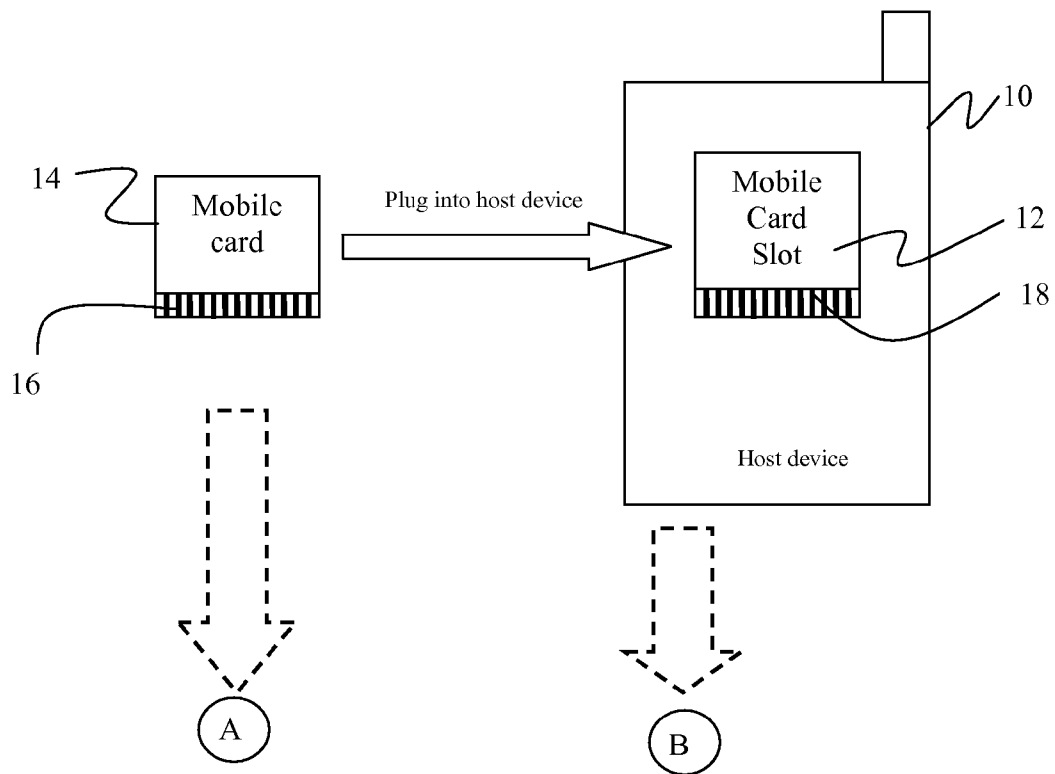 10
14
Mobile
card
Plug into host device
Mobile
Card
Slot
12
18
16
Host device
A
B